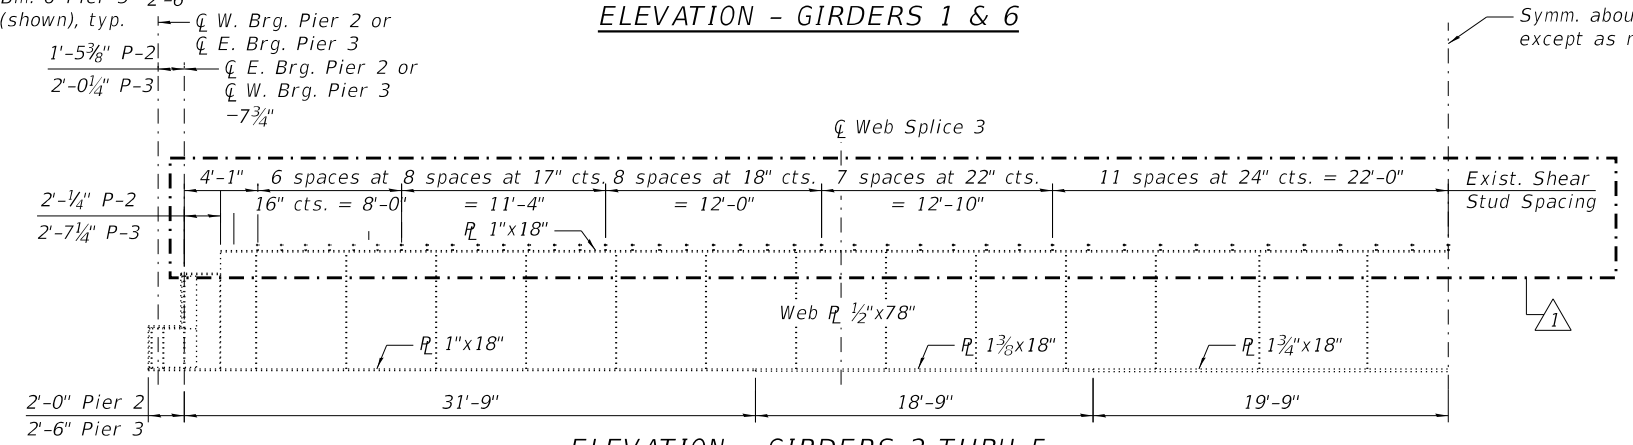 (shown), typ.
ELEVATION – GIRDERS 1 & 6
℄ W. Brg. Pier 2 or
℄ E. Brg. Pier 3
1'–5⅜" P–2
2'–0¼" P–3
℄ E. Brg. Pier 2 or
℄ W. Brg. Pier 3
–7¾"
Symm. abou
except as
℄ Web Splice 3
4'–1"
6 spaces at
16" cts. = 8'–0"
8 spaces at 17" cts.
= 11'–4"
8 spaces at 18" cts.
= 12'–0"
7 spaces at 22" cts.
= 12'–10"
11 spaces at 24" cts. = 22'–0"
Exist. Shear
Stud Spacing
2'–¼" P–2
2'–7¼" P–3
℄ 1"x18"
Web ℄ ½"x78"
1
℄ 1"x18"
℄ 1⅜x18"
℄ 1¾"x18"
2'–0" Pier 2
2'–6" Pier 3
31'–9"
18'–9"
19'–9"
ELEVATION – GIRDERS 2 THRU 5